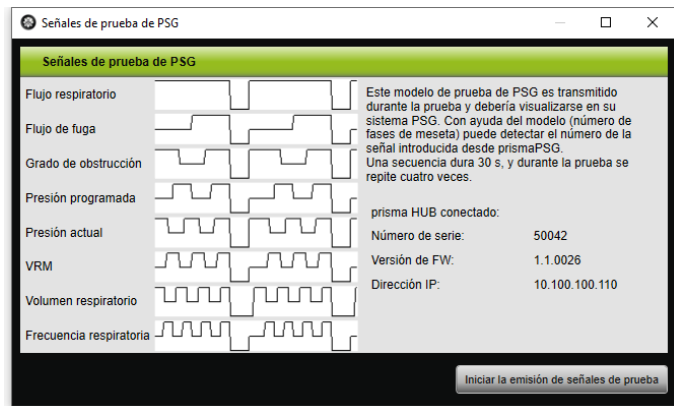 Señales de prueba de PSG
Señales de prueba de PSG
Flujo respiratorio
Flujo de fuga
Grado de obstrucción
Presión programada
Presión actual
VRM
Volumen respiratorio
Frecuencia respiratoria
Este modelo de prueba de PSG es transmitido
durante la prueba y debería visualizarse en su
sistema PSG. Con ayuda del modelo (número de
fases de meseta) puede detectar el número de la
señal introducida desde prismaPSG.
Una secuencia dura 30 s, y durante la prueba se
repite cuatro veces.
prisma HUB conectado:
Número de serie: 50042
Versión de FW: 1.1.0026
Dirección IP: 10.100.100.110
Iniciar la emisión de señales de prueba